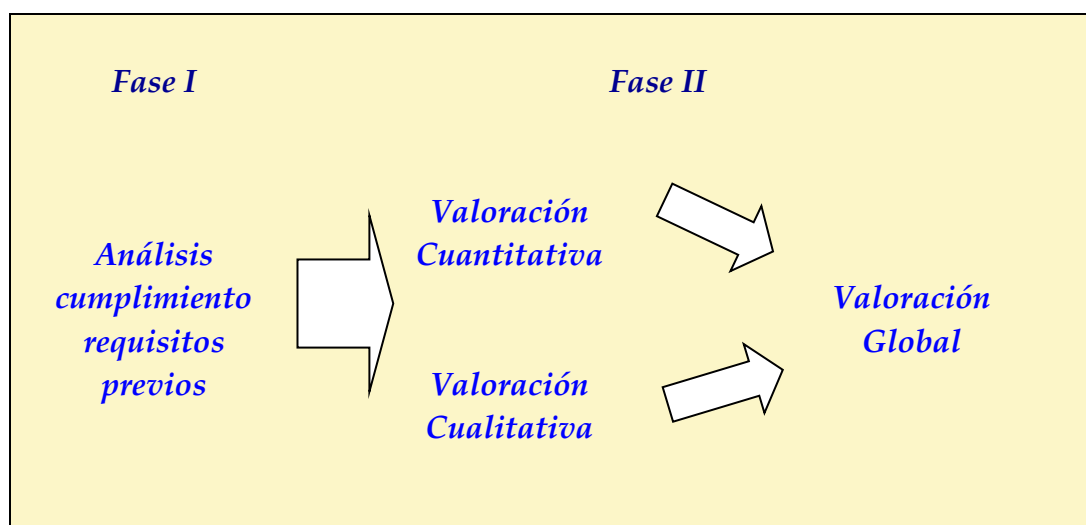 Fase I
Fase II
Análisis
cumplimiento
requisitos
previos
Valoración
Cuantitativa
Valoración
Cualitativa
Valoración
Global